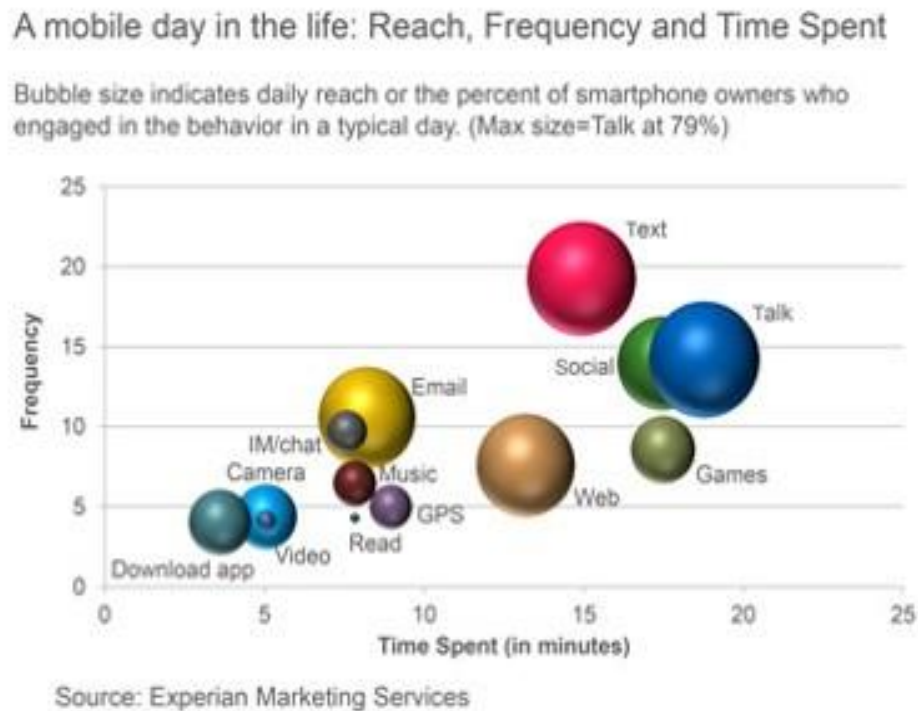 A mobile day in the life: Reach, Frequency and Time Spent
Bubble size indicates daily reach or the percent of smartphone owners who
engaged in the behavior in a typical day. (Max size=Talk at 79%)
25
20
15
10
5
0
Frequency
Text
Talk
Social
Email
IM/chat
Camera
Music
Games
Web
GPS
Read
Video
Download app
0 5 10 15 20 25
Time Spent (in minutes)
Source: Experian Marketing Services